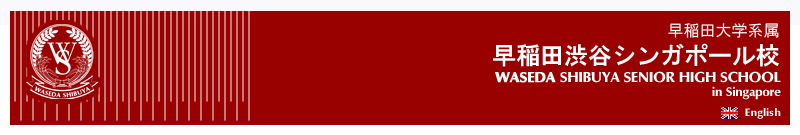 WS
WASEDA SHIBUYA
早稲田大学系属
早稲田渋谷シンガポール校
WASEDA SHIBUYA SENIOR HIGH SCHOOL
in Singapore
English